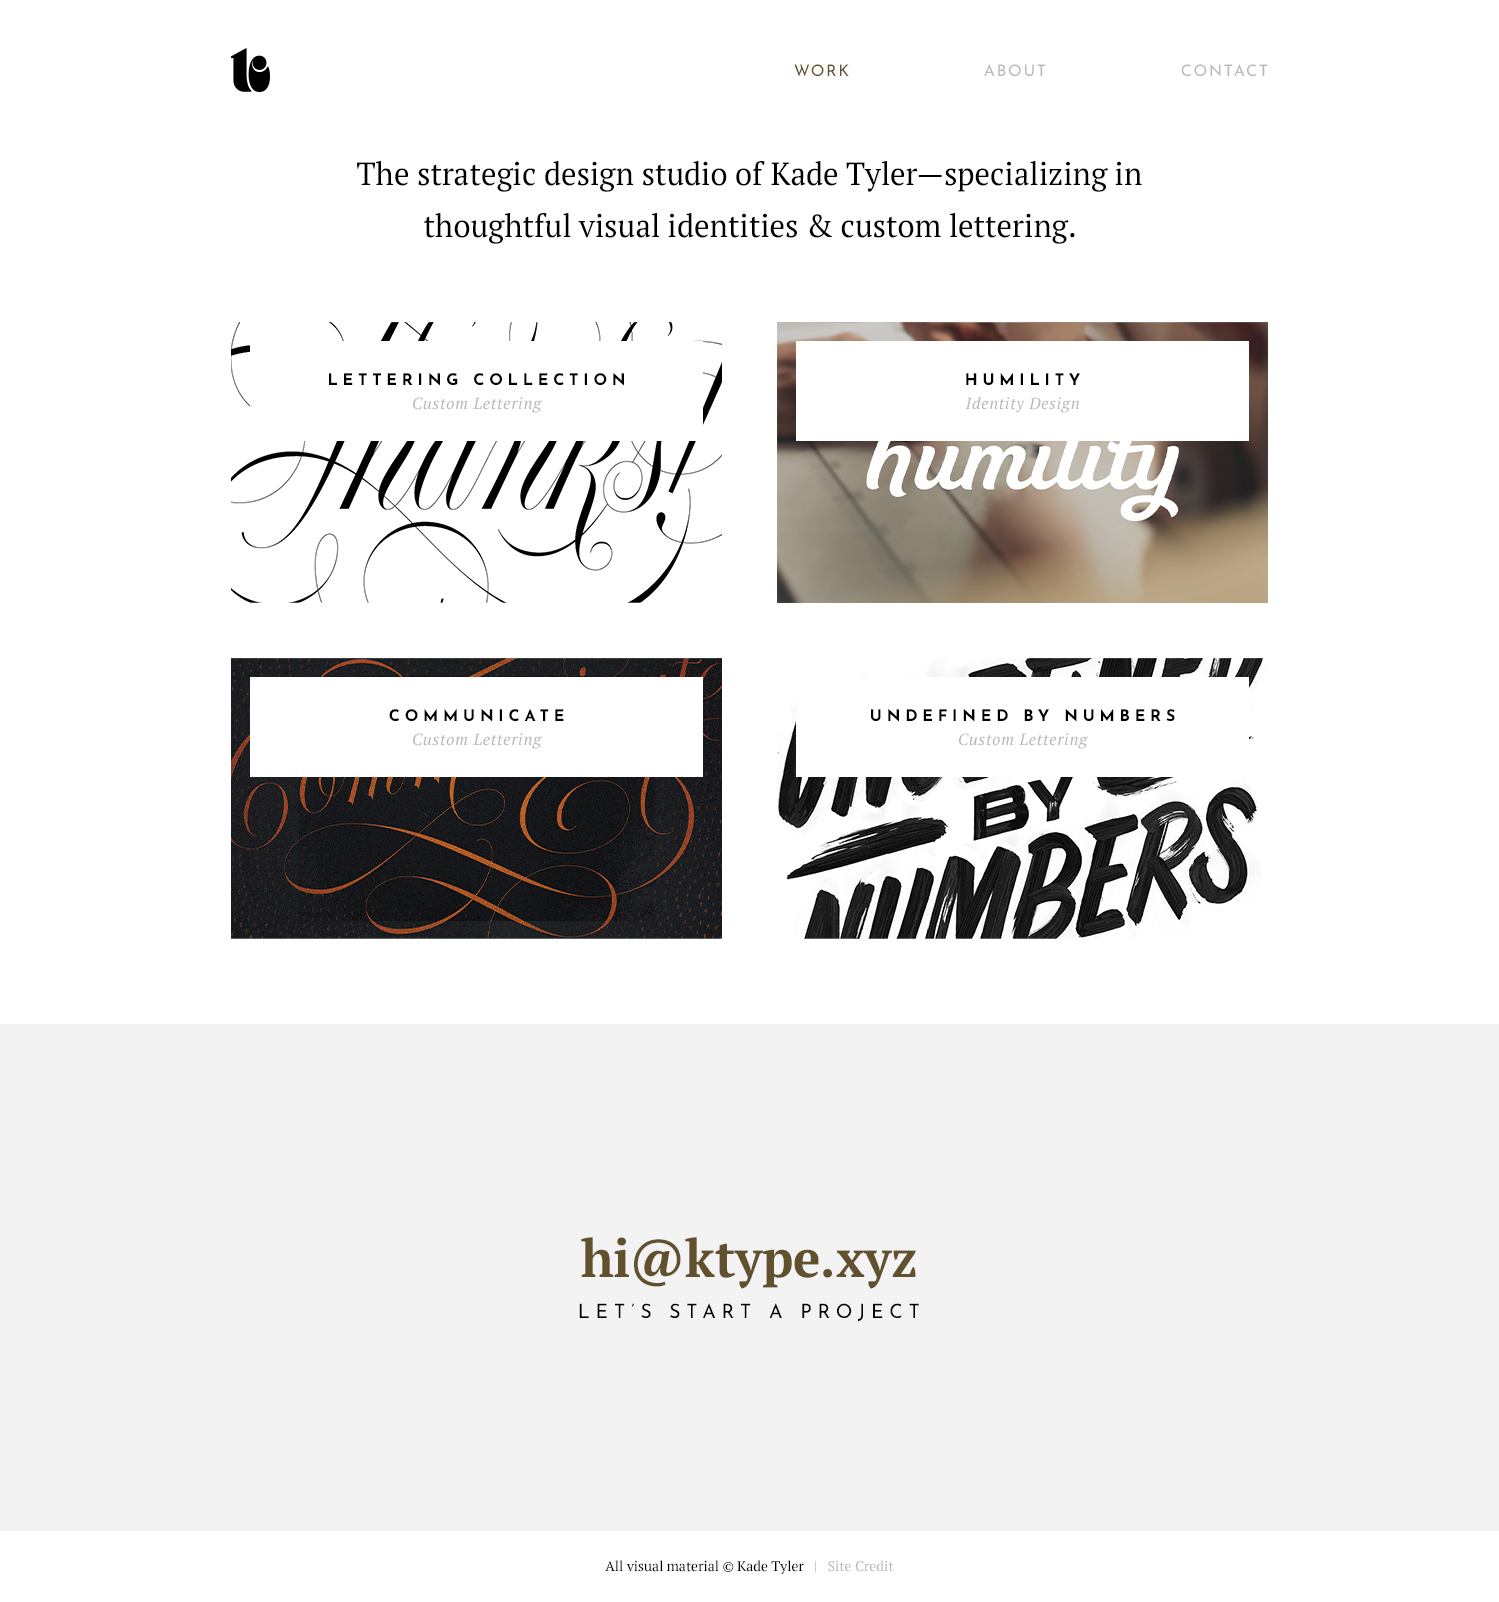 WORK
ABOUT
CONTACT
The strategic design studio of Kade Tyler—specializing in
thoughtful visual identities & custom lettering.
LETTERING COLLECTION
Custom Lettering
Thanks!
HUMILITY
Identity Design
humility
COMMUNICATE
Custom Lettering
UNDEFINED BY NUMBERS
Custom Lettering
BY
NUMBERS
hi@ktype.xyz
LET'S START A PROJECT
All visual material © Kade Tyler | Site Credit